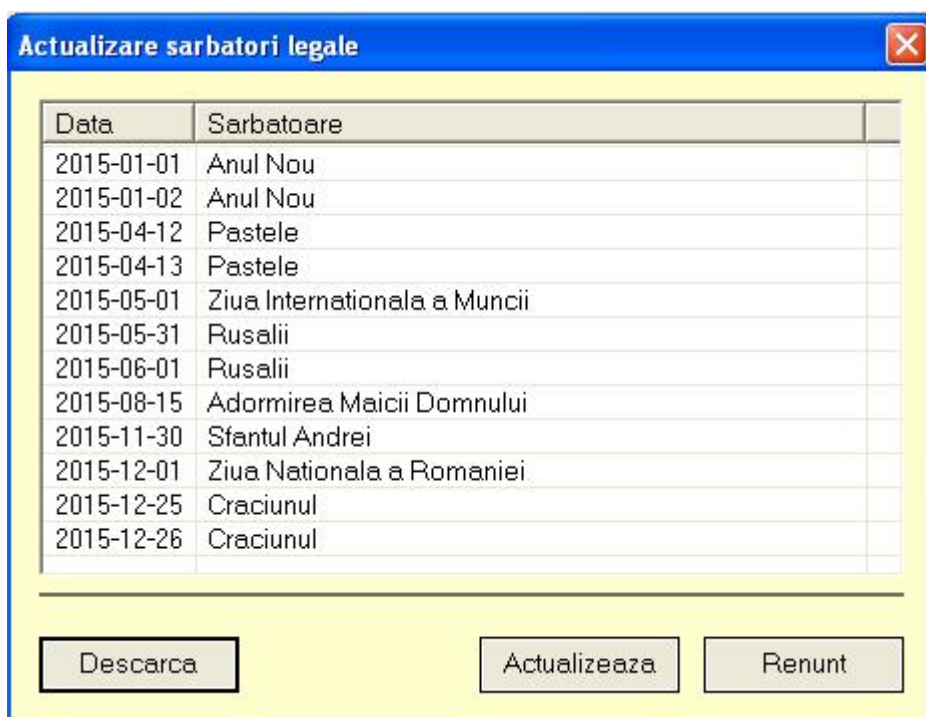 Actualizare sarbatori legale
Data Sarbatoare
2015-01-01 Anul Nou
2015-01-02 Anul Nou
2015-04-12 Pastele
2015-04-13 Pastele
2015-05-01 Ziua Internationala a Muncii
2015-05-31 Rusalii
2015-06-01 Rusalii
2015-08-15 Adormirea Maicii Domnului
2015-11-30 Sfantul Andrei
2015-12-01 Ziua Nationala a Romaniei
2015-12-25 Craciunul
2015-12-26 Craciunul
Descarca Actualizeaza Renunt